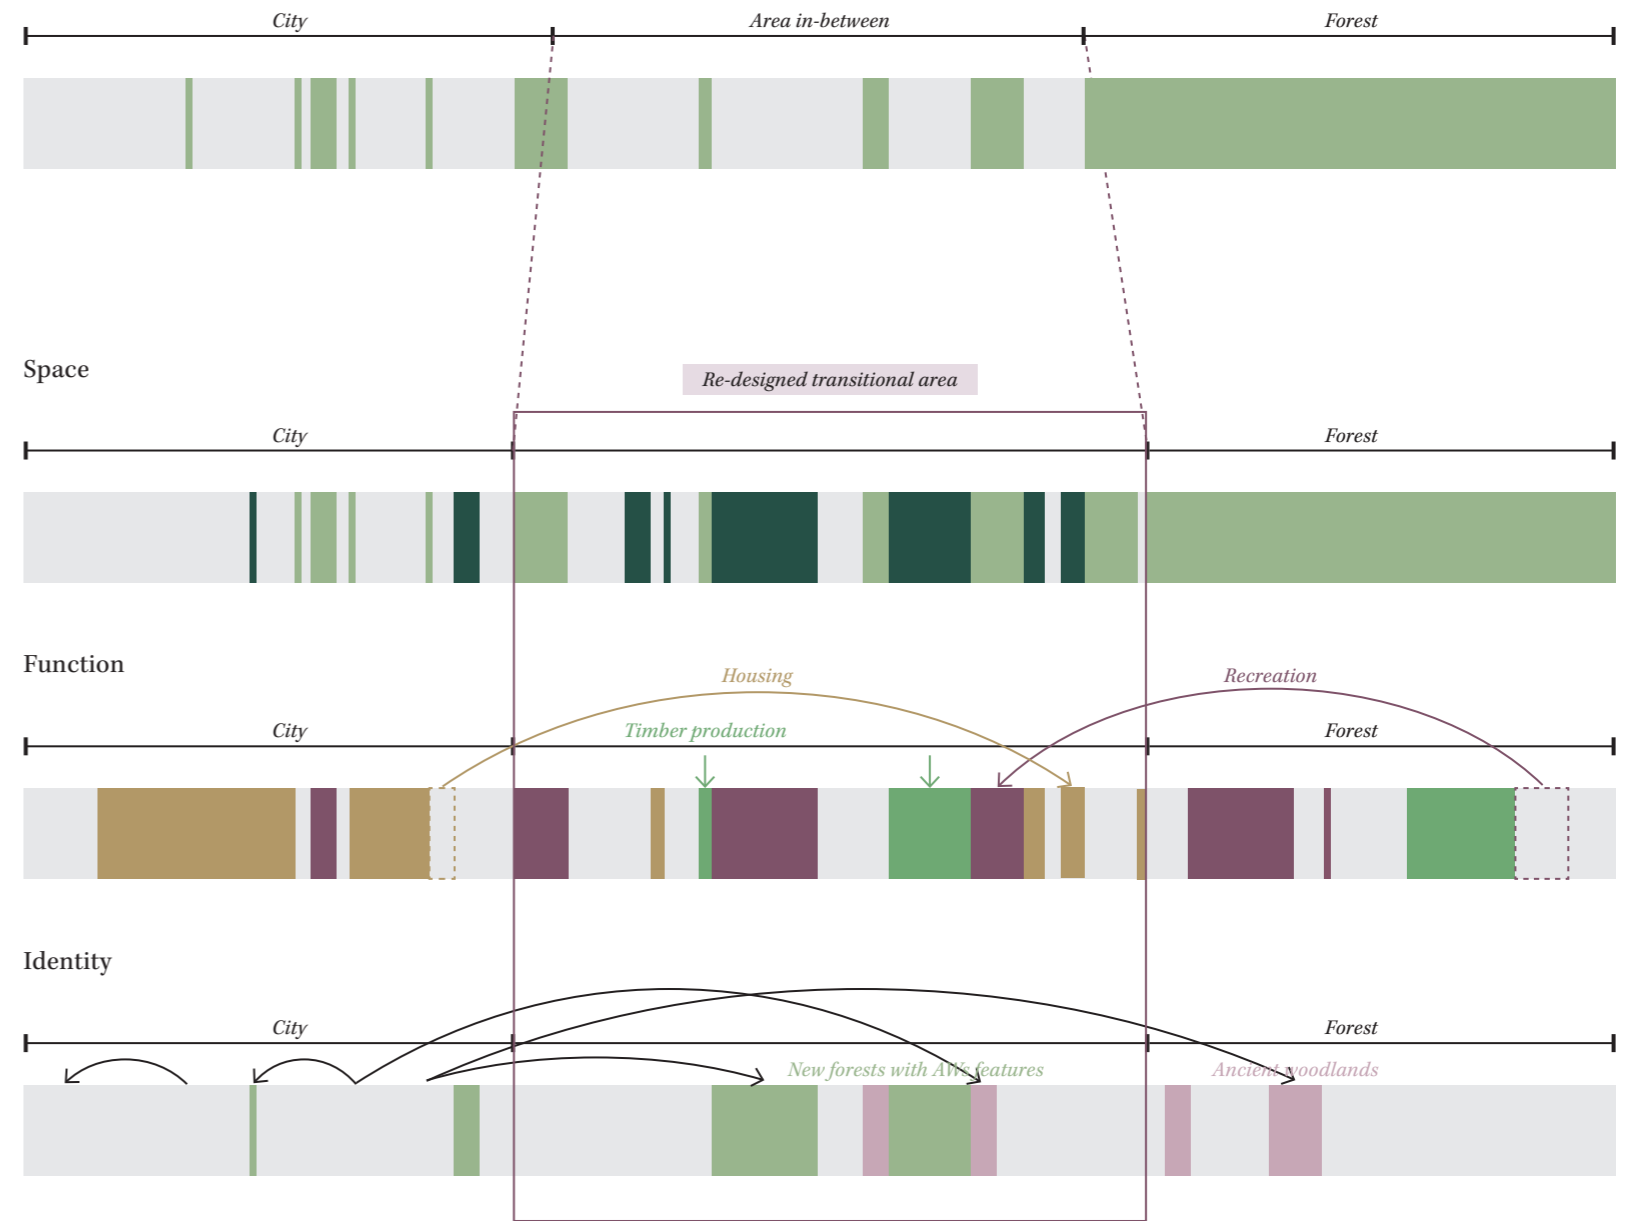 City
Area in-between
Forest
Space
Re-designed transitional area
City
Forest
Function
Housing
Recreation
Timber production
City
Forest
Identity
City
Forest
New forests with AWs features
Ancient woodlands